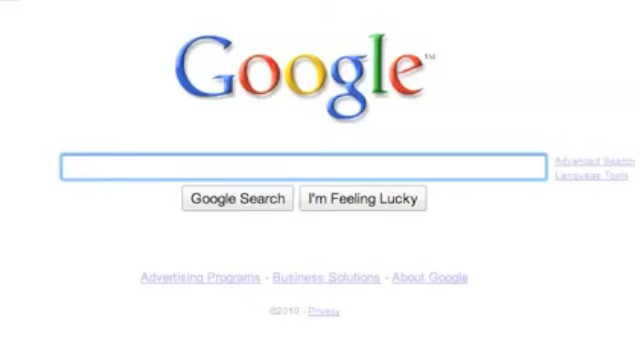 Google™
Advanced Search
Language Tools
Google Search I'm Feeling Lucky
Advertising Programs - Business Solutions - About Google
©2010 - Privacy